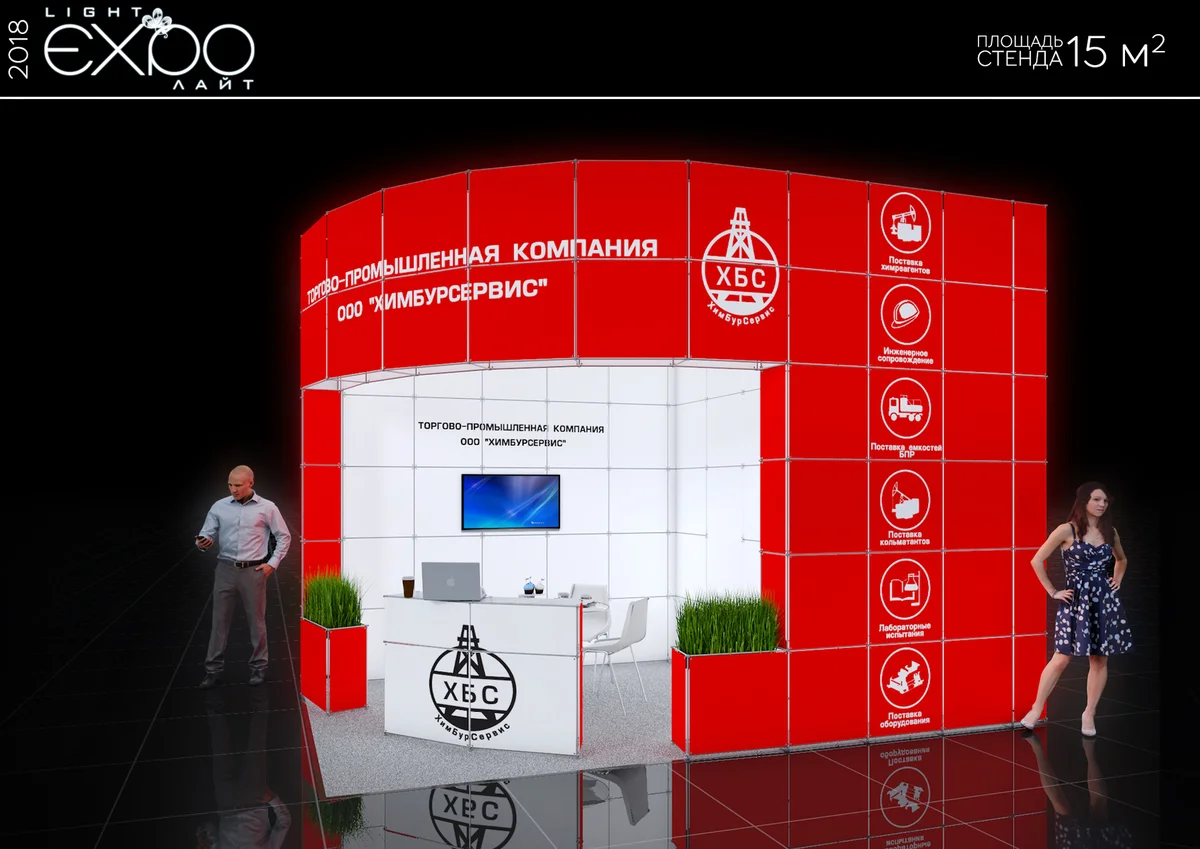 2018
LIGHT
EXPO
ЛАЙТ
ПЛОЩАДЬ
СТЕНДА
15 м²
ТОРГОВО-ПРОМЫШЛЕННАЯ КОМПАНИЯ
ООО "ХИМБУРСЕРВИС"
ХБС
ХимБурСервис
Поставка
химреагентов
Инженерное
сопровождение
Поставка емкостей
БПР
Поставка
кольматантов
Лабораторные
испытания
Поставка
оборудования
ТОРГОВО-ПРОМЫШЛЕННАЯ КОМПАНИЯ
ООО "ХИМБУРСЕРВИС"
ХБС
ХимБурСервис